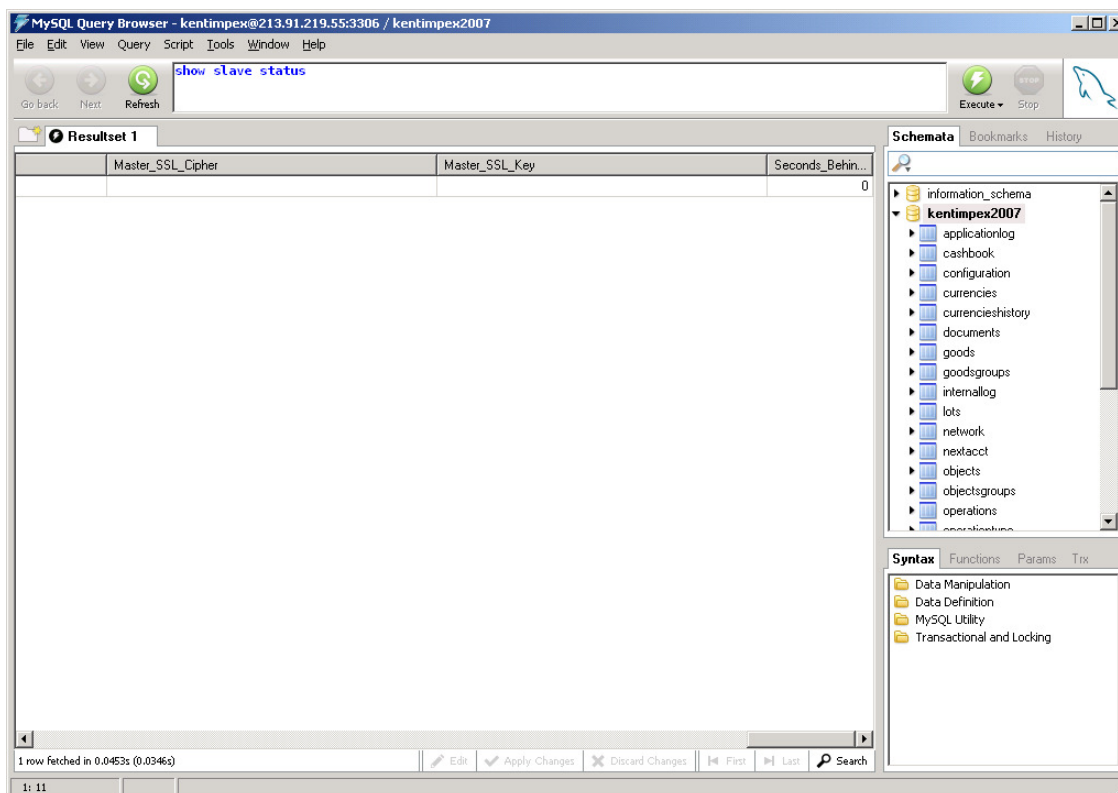 MySQL Query Browser - kentimpex@213.91.219.55:3306 / kentimpex2007
File Edit View Query Script Tools Window Help
show slave status
Go back Next Refresh Execute Stop
STOP
Resultset 1
Master_SSL_Cipher Master_SSL_Key Seconds_Behin...
0
Schemata Bookmarks History
information_schema
kentimpex2007
applicationlog
cashbook
configuration
currencies
currencieshistory
documents
goods
goodsgroups
internallog
lots
network
nextacct
objects
objectsgroups
operations
operationtype
Syntax Functions Params Trx
Data Manipulation
Data Definition
MySQL Utility
Transactional and Locking
1 row fetched in 0.0453s (0.0346s) Edit Apply Changes Discard Changes First Last Search
1: 11